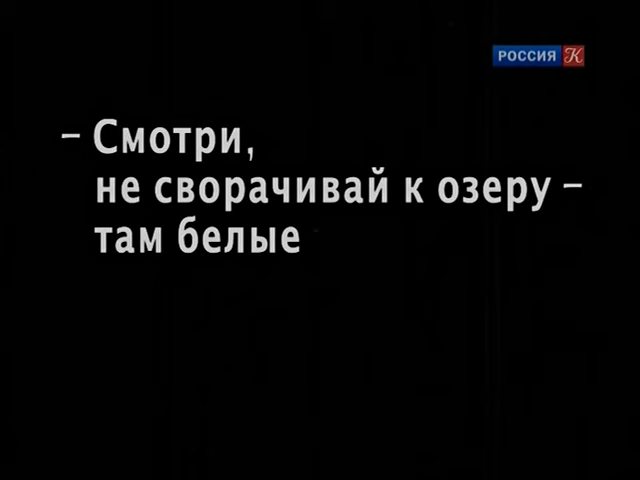 РОССИЯ К
– Смотри,
не сворачивай к озеру –
там белые